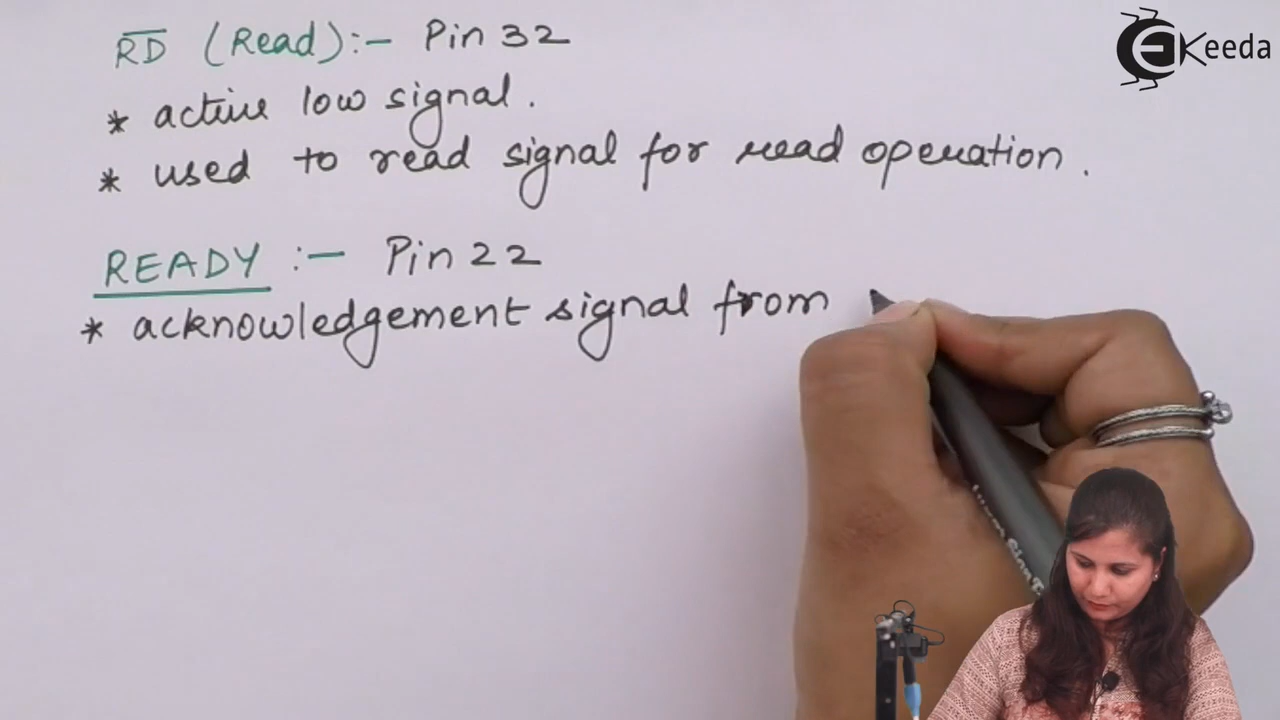 R̅D̅ (Read):- Pin 32
* active low signal.
* used to read signal for read operation.
READY :- Pin 22
* acknowledgement signal from
EKeeda